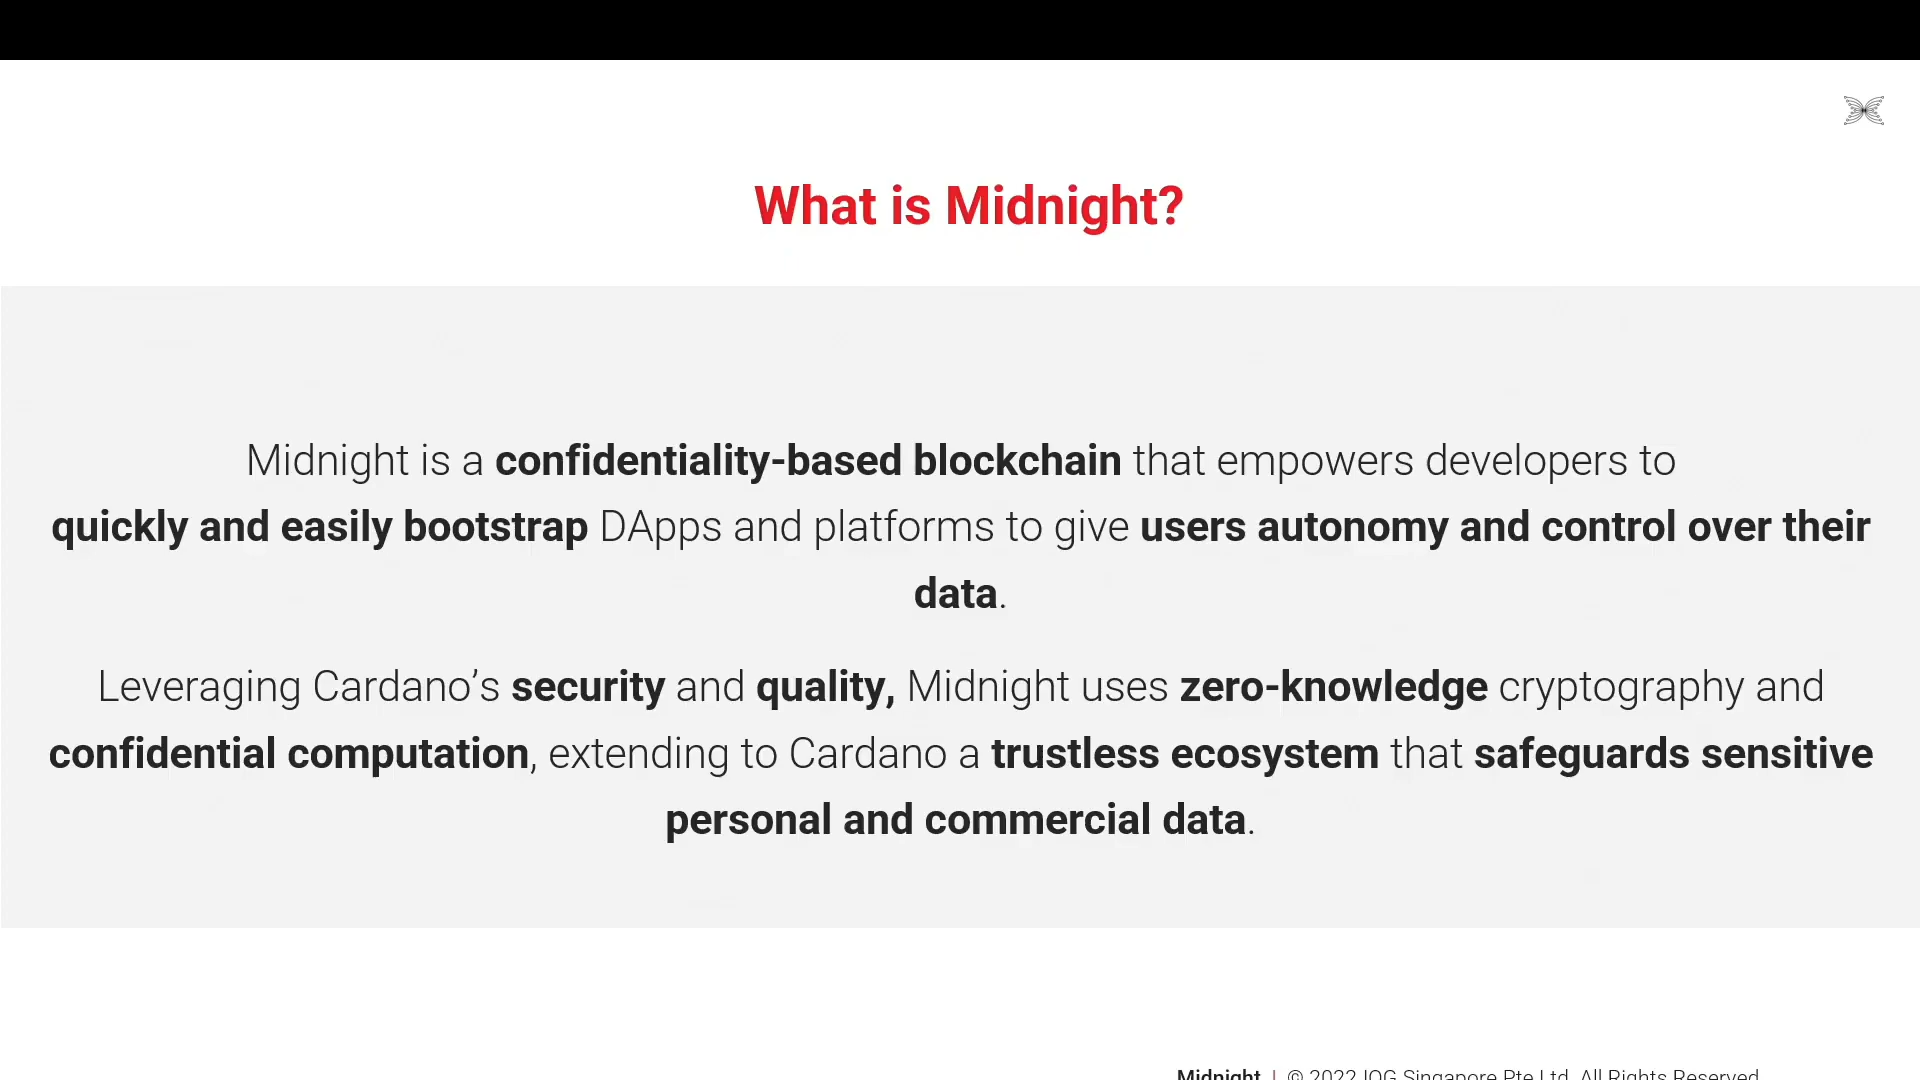 What is Midnight?
Midnight is a confidentiality-based blockchain that empowers developers to
quickly and easily bootstrap DApps and platforms to give users autonomy and control over their
data.
Leveraging Cardano’s security and quality, Midnight uses zero-knowledge cryptography and
confidential computation, extending to Cardano a trustless ecosystem that safeguards sensitive
personal and commercial data.
Midnight | © 2022 IOG Singapore Pte Ltd. All Rights Reserved